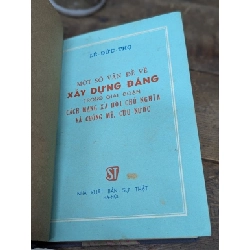 LÊ ĐỨC THỌ
MỘT SỐ VẤN ĐỀ VỀ
XÂY DỰNG ĐẢNG
TRONG GIAI ĐOẠN
CÁCH MẠNG XÃ HỘI CHỦ NGHĨA
VÀ CHỐNG MỸ, CỨU NƯỚC
ST
NHÀ XUẤT BẢN SỰ THẬT